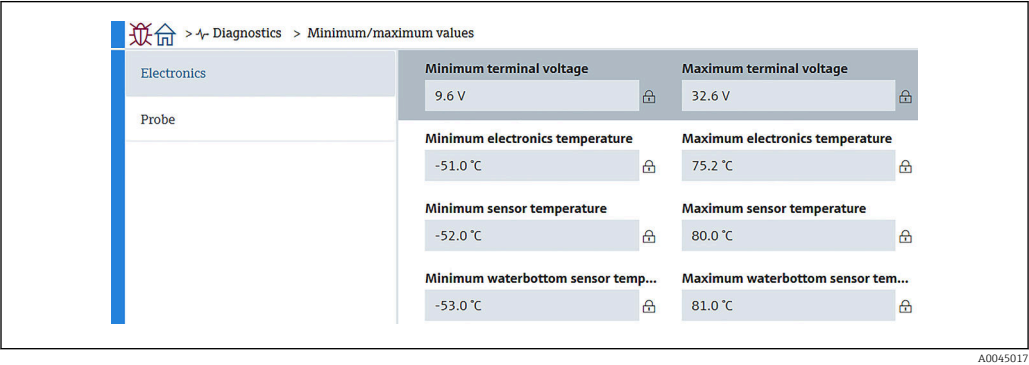 > Diagnostics > Minimum/maximum values
Electronics
Probe
Minimum terminal voltage Maximum terminal voltage
9.6 V 32.6 V
Minimum electronics temperature Maximum electronics temperature
-51.0 °C 75.2 °C
Minimum sensor temperature Maximum sensor temperature
-52.0 °C 80.0 °C
Minimum waterbottom sensor temp... Maximum waterbottom sensor tem...
-53.0 °C 81.0 °C
A0045017